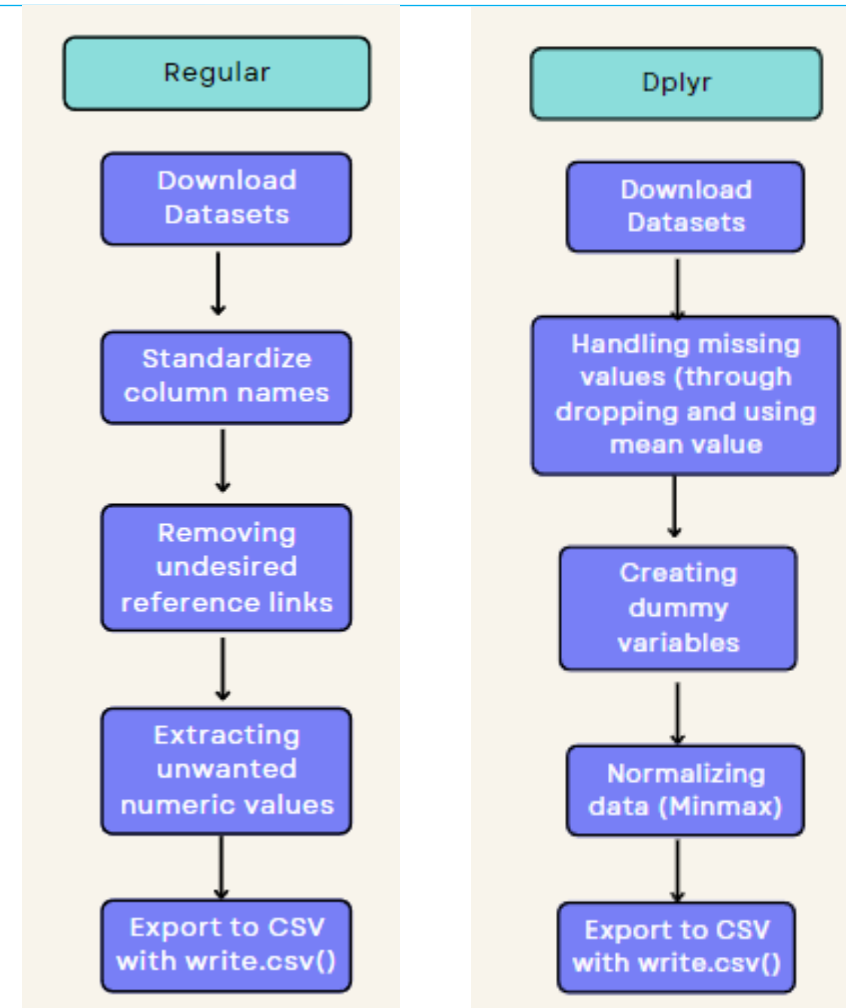 Regular
Download
Datasets
Standardize
column names
Removing
undesired
reference links
Extracting
unwanted
numeric values
Export to CSV
with write.csv()
Dplyr
Download
Datasets
Handling missing
values (through
dropping and using
mean value
Creating
dummy
variables
Normalizing
data (Minmax)
Export to CSV
with write.csv()